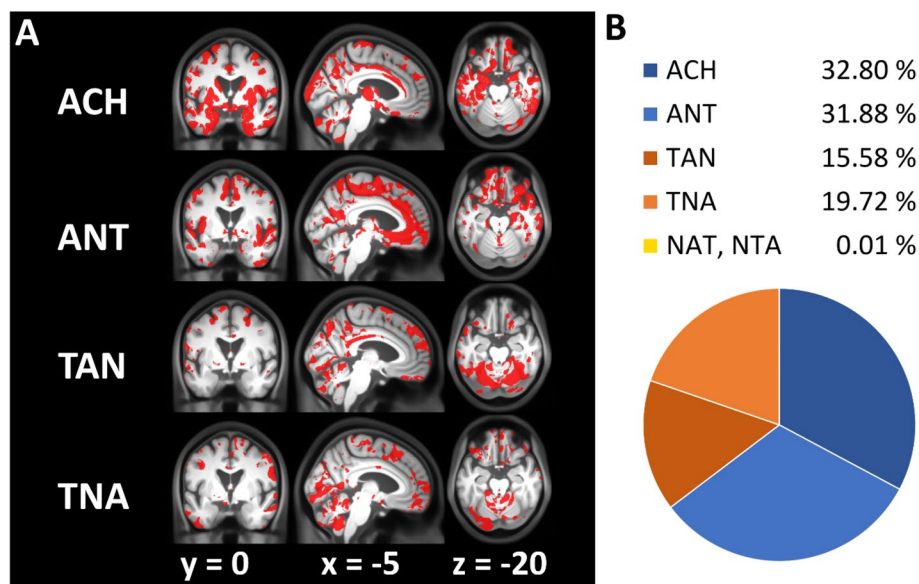 A
ACH
ANT
TAN
TNA
y = 0 x = -5 z = -20
B
ACH 32.80 %
ANT 31.88 %
TAN 15.58 %
TNA 19.72 %
NAT, NTA 0.01 %